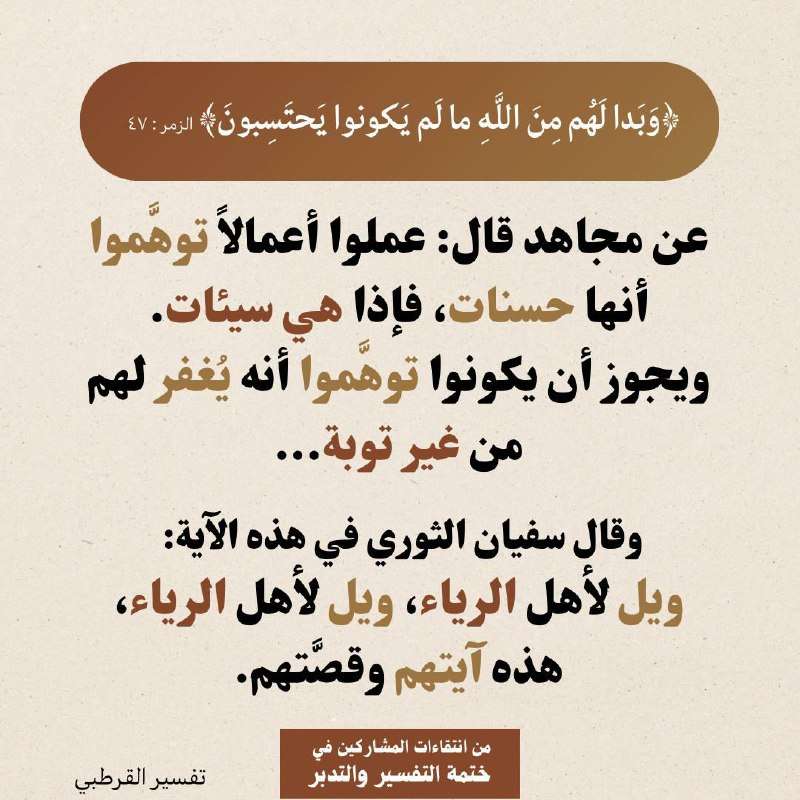 ﴿وَبَدا لَهُم مِنَ اللَّهِ ما لَم يَكونوا يَحتَسِبونَ﴾ الزمر: ٤٧
عن مجاهد قال: عملوا أعمالاً توهَّموا
أنها حسنات، فإذا هي سيئات.
ويجوز أن يكونوا توهَّموا أنه يُغفر لهم
من غير توبة...
وقال سفيان الثوري في هذه الآية:
ويل لأهل الرياء، ويل لأهل الرياء،
هذه آيتهم وقصَّتهم.
من انتقاءات المشاركين في
ختمة التفسير والتدبر
تفسير القرطبي